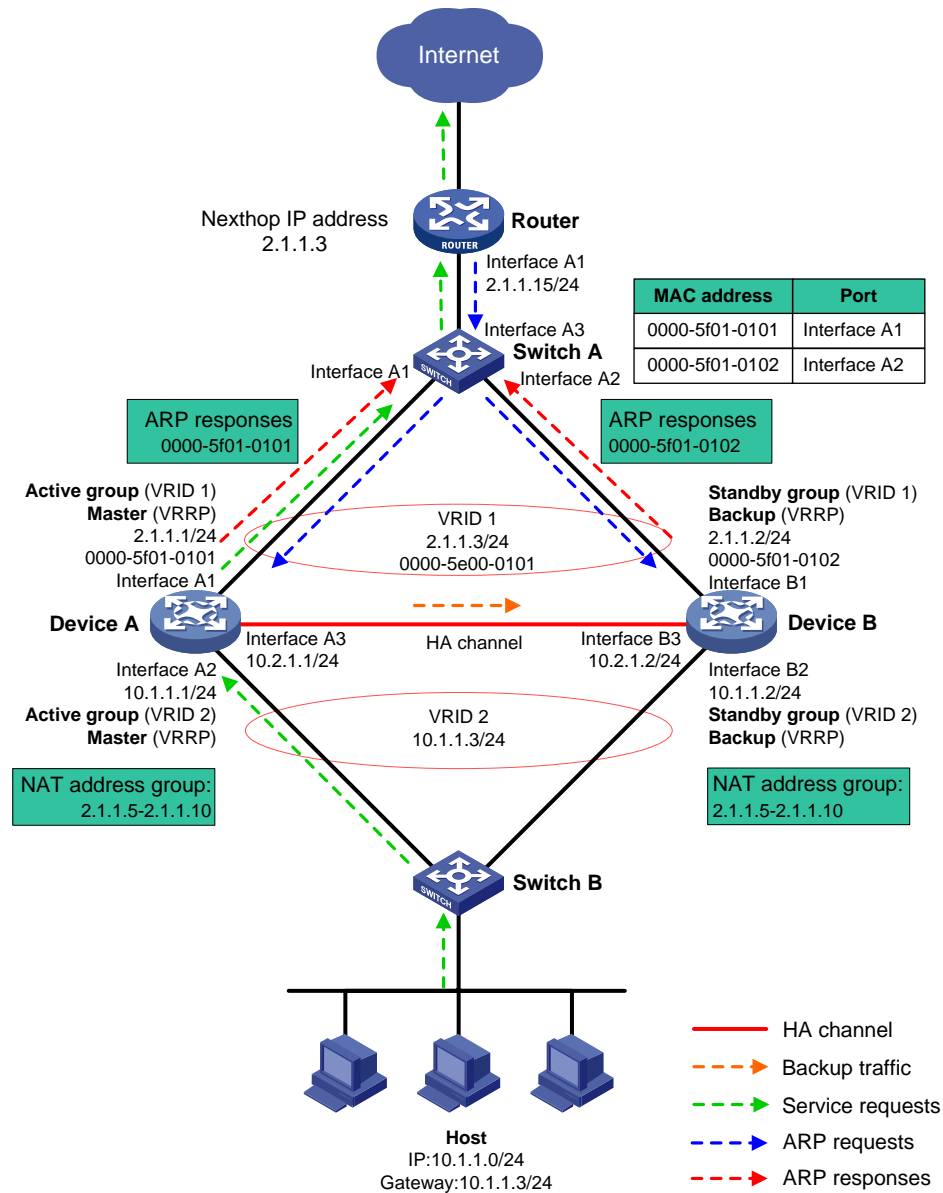 Internet
Nexthop IP address
2.1.1.3
Router
ROUTER
Interface A1
2.1.1.15/24
MAC address Port
0000-5f01-0101 Interface A1
0000-5f01-0102 Interface A2
Interface A3
Switch A
SWITCH
Interface A1
Interface A2
ARP responses
0000-5f01-0101
ARP responses
0000-5f01-0102
Active group (VRID 1)
Master (VRRP)
2.1.1.1/24
0000-5f01-0101
Interface A1
VRID 1
2.1.1.3/24
0000-5e00-0101
Standby group (VRID 1)
Backup (VRRP)
2.1.1.2/24
0000-5f01-0102
Interface B1
Device A
Device B
Interface A3
10.2.1.1/24
HA channel
Interface B3
10.2.1.2/24
Interface A2
10.1.1.1/24
Active group (VRID 2)
Master (VRRP)
VRID 2
10.1.1.3/24
Interface B2
10.1.1.2/24
Standby group (VRID 2)
Backup (VRRP)
NAT address group:
2.1.1.5-2.1.1.10
NAT address group:
2.1.1.5-2.1.1.10
Switch B
SWITCH
Host
IP:10.1.1.0/24
Gateway:10.1.1.3/24
HA channel
Backup traffic
Service requests
ARP requests
ARP responses